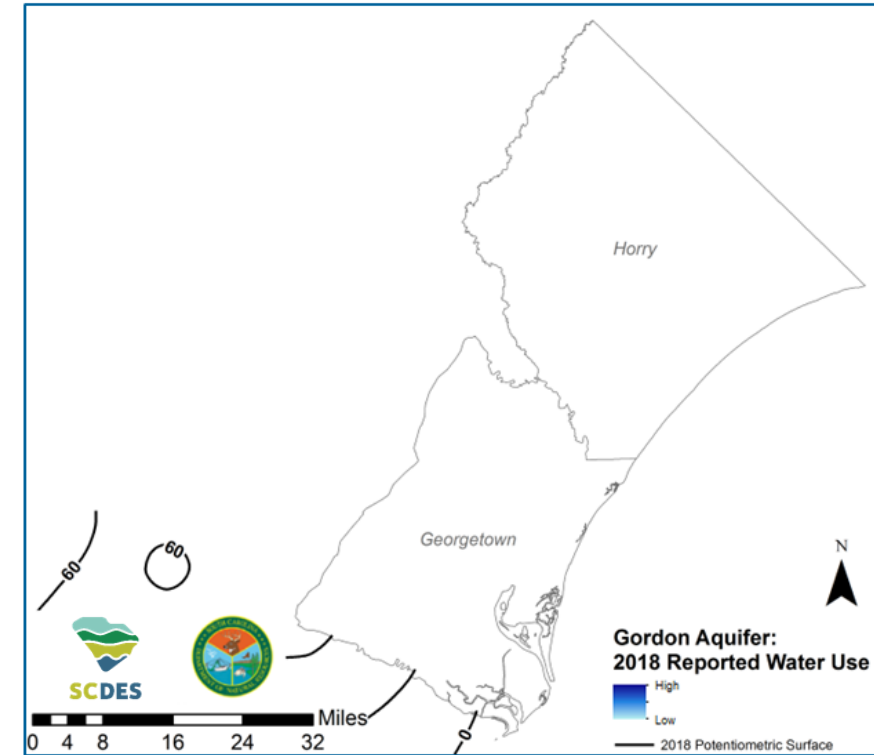 Horry
Georgetown
60
60
0
N
SCDES
Miles
0 4 8 16 24 32
Gordon Aquifer:
2018 Reported Water Use
High
Low
2018 Potentiometric Surface